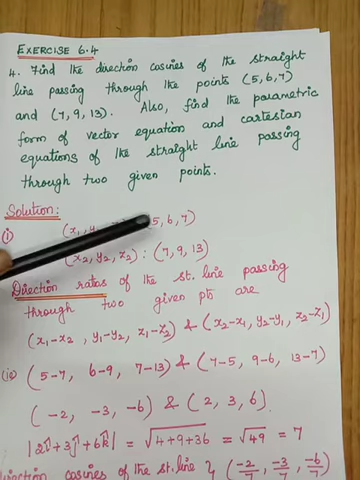 EXERCISE 6.4
4. Find the direction cosines of the straight
line passing through the points (5,6,7)
and (7, 9, 13). Also, find the parametric
form of vector equation and cartesian
equations of the straight line passing
through two given points.
Solution:
(i) (x₁, y₁ 5, 6, 7)
(x₂, y₂, z₂) : (7, 9, 13)
Direction ratios of the st. line passing
through two given pts are
(x₁-x₂ , y₁-y₂, z₁-z₂) & (x₂-x₁, y₂-y₁, z₂-z₁)
(ie) (5-7, 6-9, 7-13) & (7-5, 9-6, 13-7)
(-2, -3, -6) & (2, 3, 6).
|2î+3ĵ+6k̂| = √4+9+36 = √49 = 7
Direction cosines of the st. line (-2/7, -3/7, -6/7)